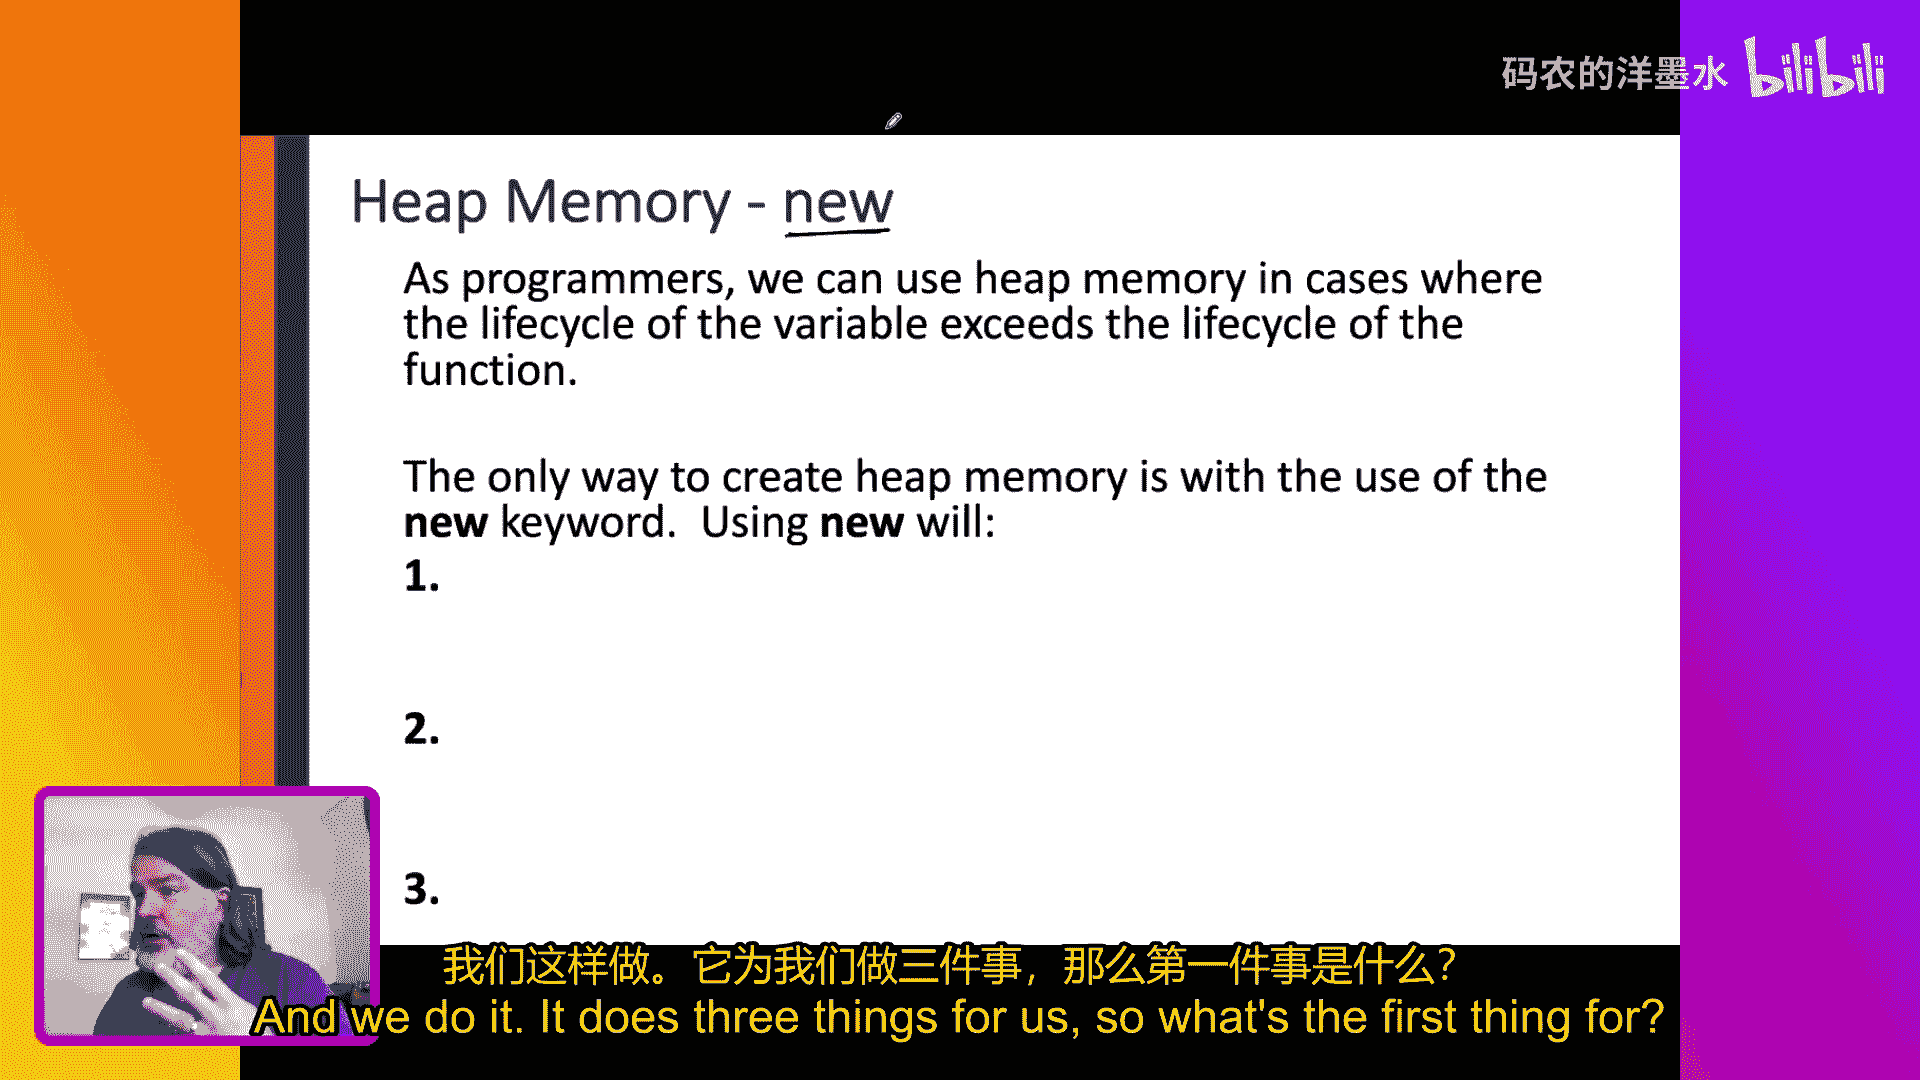 码农的洋墨水 bilibili
Heap Memory - new
As programmers, we can use heap memory in cases where
the lifecycle of the variable exceeds the lifecycle of the
function.
The only way to create heap memory is with the use of the
new keyword. Using new will:
1.
2.
3.
我们这样做。它为我们做三件事，那么第一件事是什么？
And we do it. It does three things for us, so what's the first thing for?